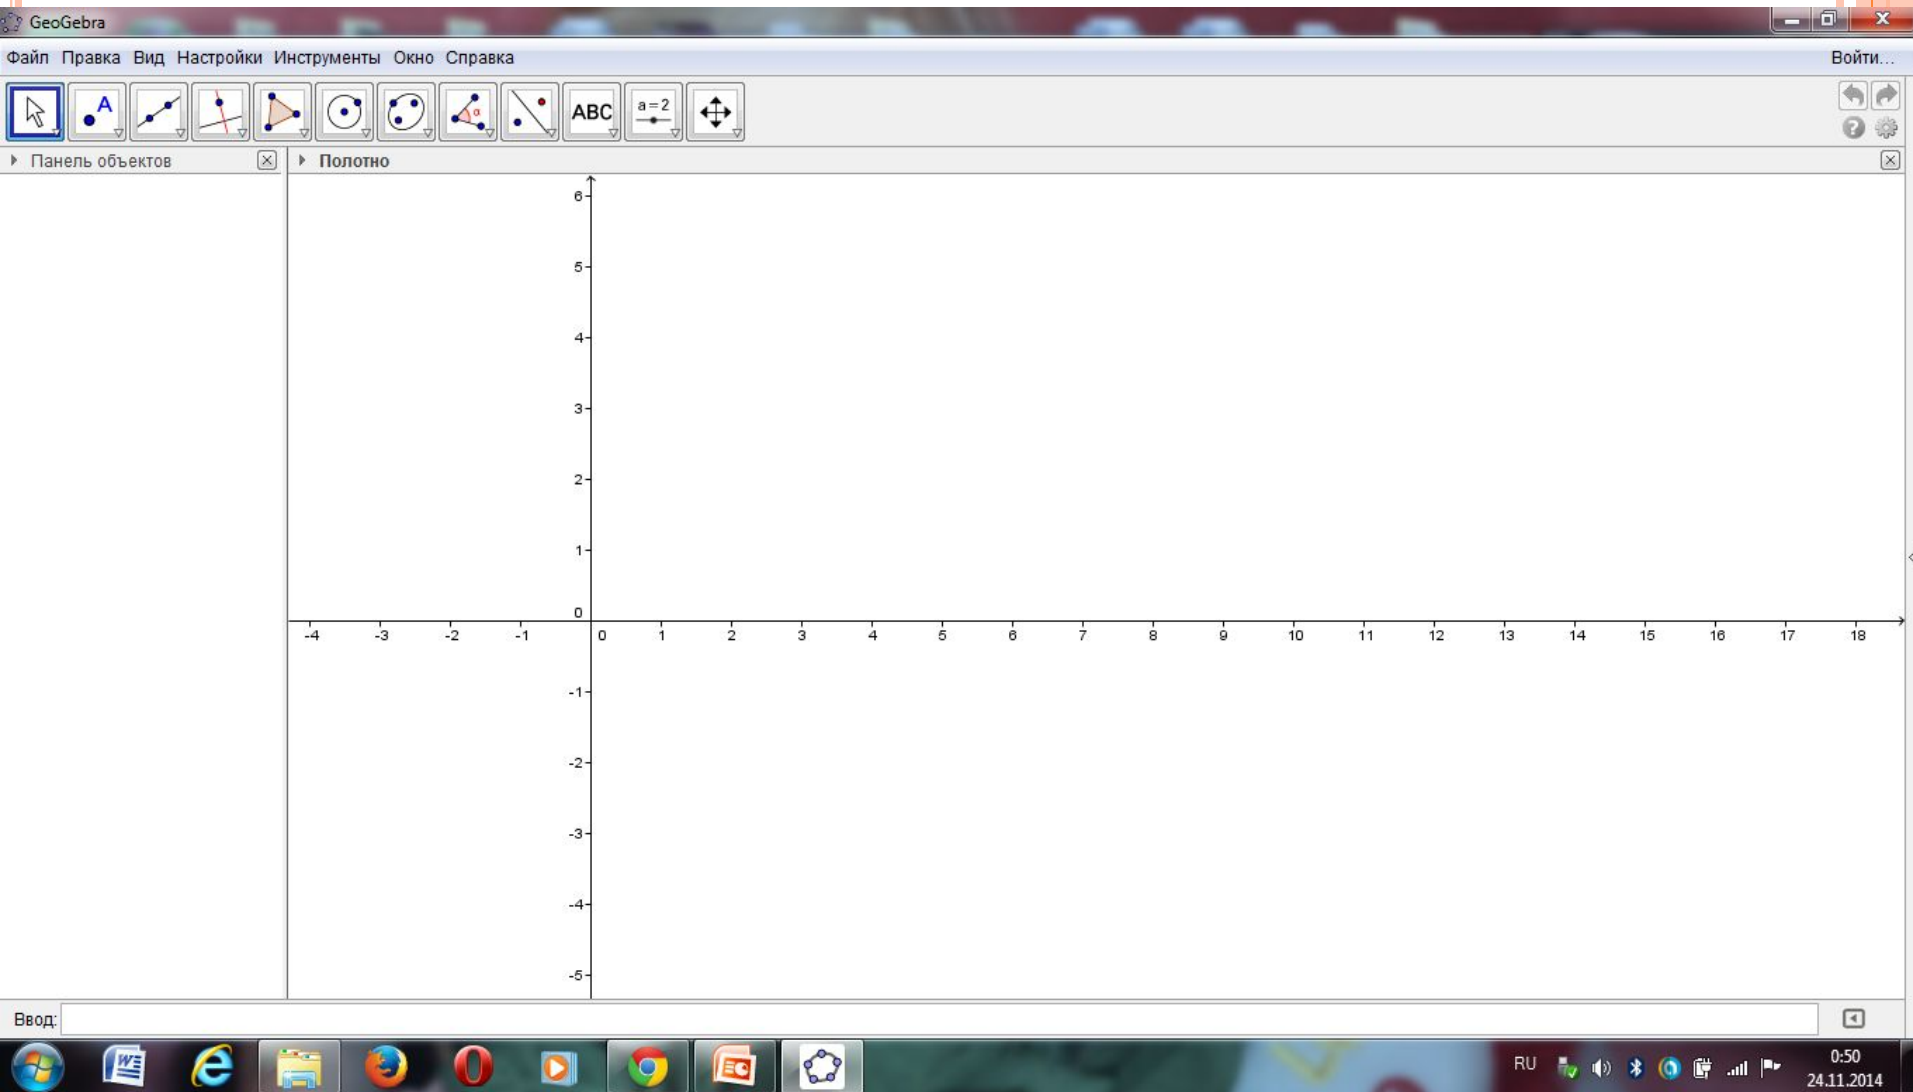 GeoGebra
Файл Правка Вид Настройки Инструменты Окно Справка Войти...
A α ABC a=2
Панель объектов Полотно
6
5
4
3
2
1
0
-4 -3 -2 -1 0 1 2 3 4 5 6 7 8 9 10 11 12 13 14 15 16 17 18
-1
-2
-3
-4
-5
Ввод:
RU 0:50
24.11.2014